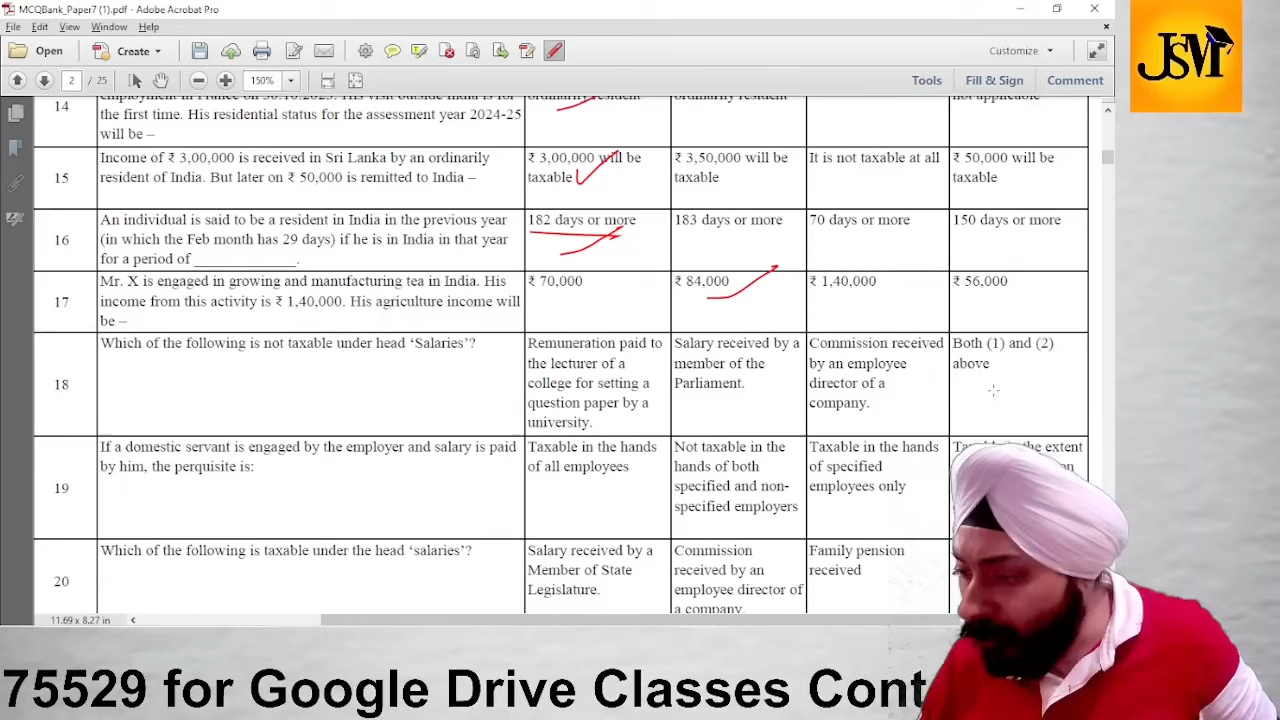 MCQBank_Paper7 (1).pdf - Adobe Acrobat Pro
File Edit View Window Help
Open Create Customize
2 / 25 150% Tools Fill & Sign Comment
14
the first time. His residential status for the assessment year 2024-25
will be –
15
Income of ₹ 3,00,000 is received in Sri Lanka by an ordinarily
resident of India. But later on ₹ 50,000 is remitted to India –
₹ 3,00,000 will be
taxable
₹ 3,50,000 will be
taxable
It is not taxable at all
₹ 50,000 will be
taxable
16
An individual is said to be a resident in India in the previous year
(in which the Feb month has 29 days) if he is in India in that year
for a period of ____________.
182 days or more
183 days or more
70 days or more
150 days or more
17
Mr. X is engaged in growing and manufacturing tea in India. His
income from this activity is ₹ 1,40,000. His agriculture income will
be –
₹ 70,000
₹ 84,000
₹ 1,40,000
₹ 56,000
18
Which of the following is not taxable under head ‘Salaries’?
Remuneration paid to
the lecturer of a
college for setting a
question paper by a
university.
Salary received by a
member of the
Parliament.
Commission received
by an employee
director of a
company.
Both (1) and (2)
above
19
If a domestic servant is engaged by the employer and salary is paid
by him, the perquisite is:
Taxable in the hands
of all employees
Not taxable in the
hands of both
specified and non-
specified employers
Taxable in the hands
of specified
employees only
extent
20
Which of the following is taxable under the head ‘salaries’?
Salary received by a
Member of State
Legislature.
Commission
received by an
employee director of
a company.
Family pension
received
11.69 x 8.27 in
JSM
75529 for Google Drive Classes Cont